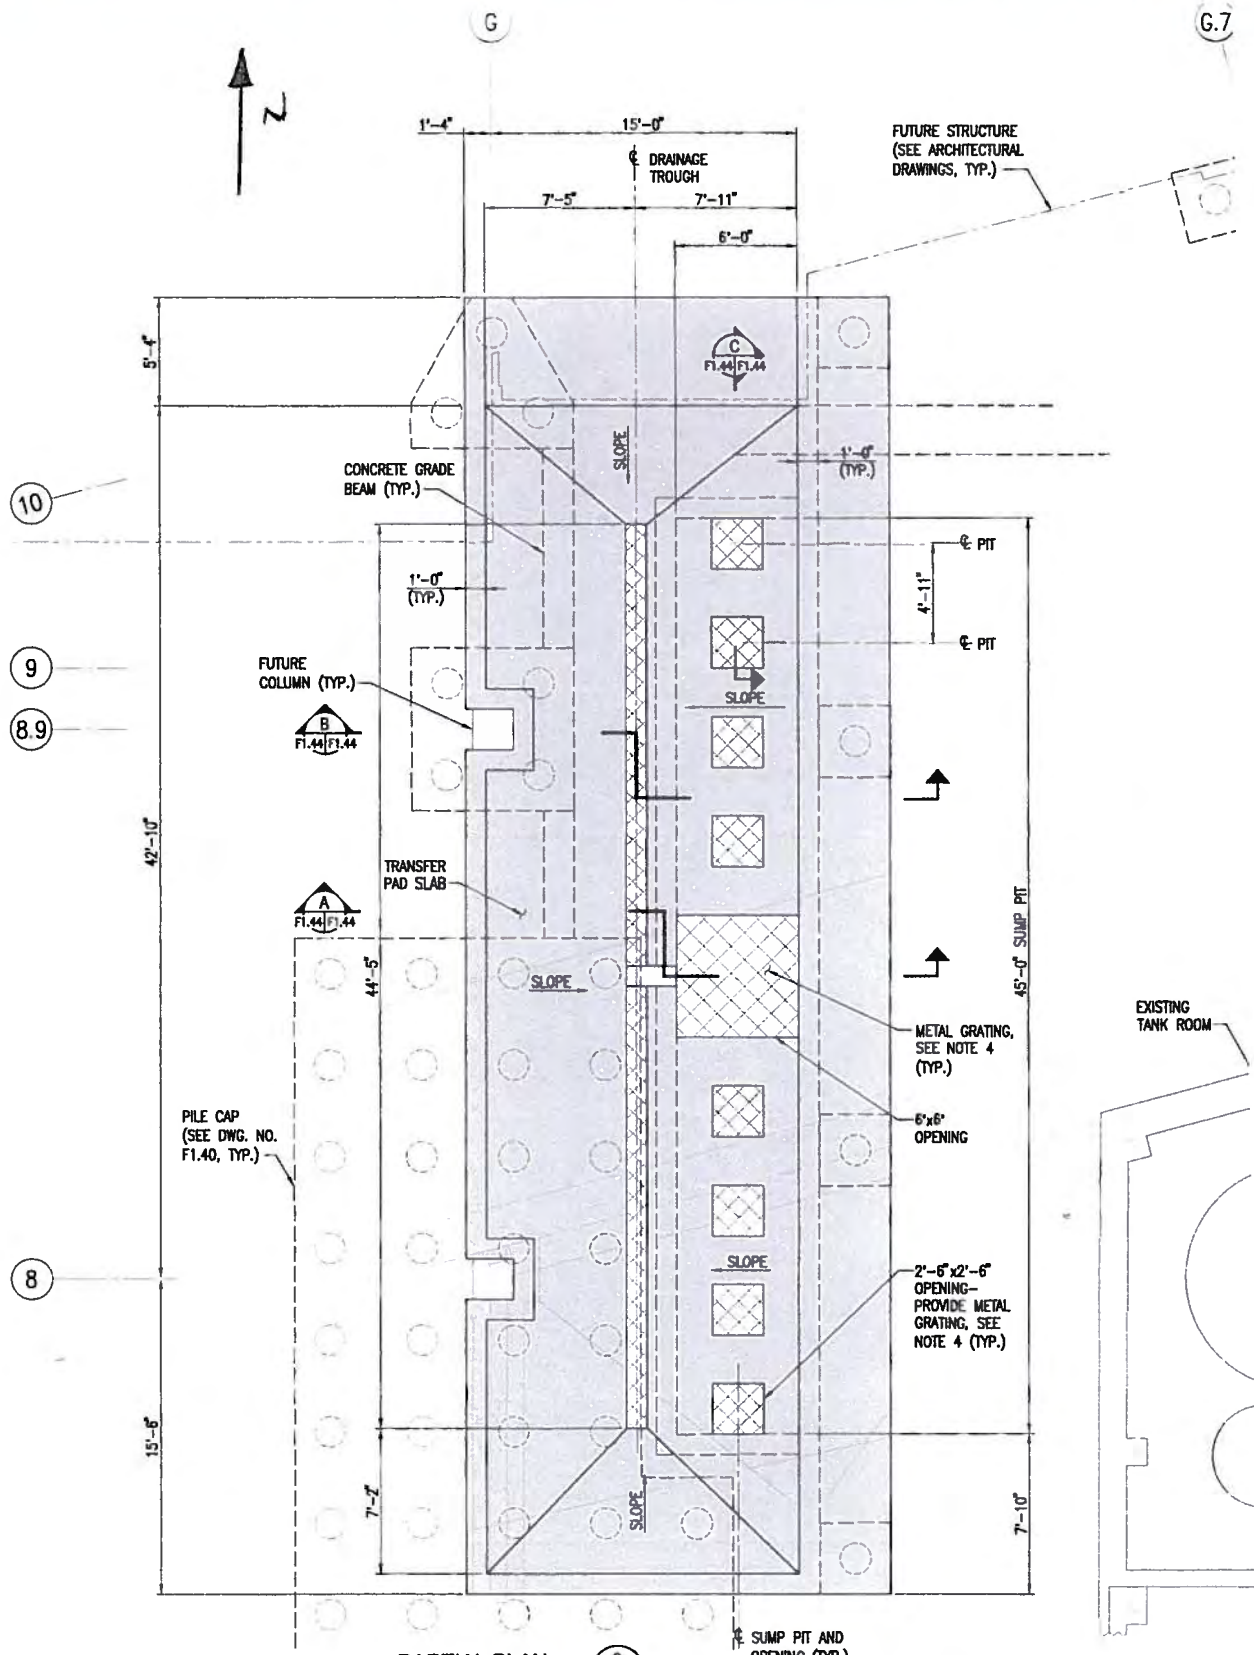 G
G.7
N
1'-4"
15'-0"
℄ DRAINAGE
TROUGH
FUTURE STRUCTURE
(SEE ARCHITECTURAL
DRAWINGS, TYP.)
7'-5"
7'-11"
6'-0"
5'-4"
C
F1.44 F1.44
SLOPE
1'-0"
(TYP.)
CONCRETE GRADE
BEAM (TYP.)
10
℄ PIT
4'-11"
1'-0"
(TYP.)
℄ PIT
9
FUTURE
COLUMN (TYP.)
SLOPE
8.9
B
F1.44 F1.44
42'-10"
TRANSFER
PAD SLAB
A
F1.44 F1.44
44'-5"
SLOPE
45'-0" SUMP PIT
METAL GRATING,
SEE NOTE 4
(TYP.)
EXISTING
TANK ROOM
PILE CAP
(SEE DWG. NO.
F1.40, TYP.)
6'x6'
OPENING
8
SLOPE
2'-6"x2'-6"
OPENING-
PROVIDE METAL
GRATING, SEE
NOTE 4 (TYP.)
15'-6"
7'-2"
SLOPE
7'-10"
℄ SUMP PIT AND
OPENING (TYP.)
PARTIAL PLAN